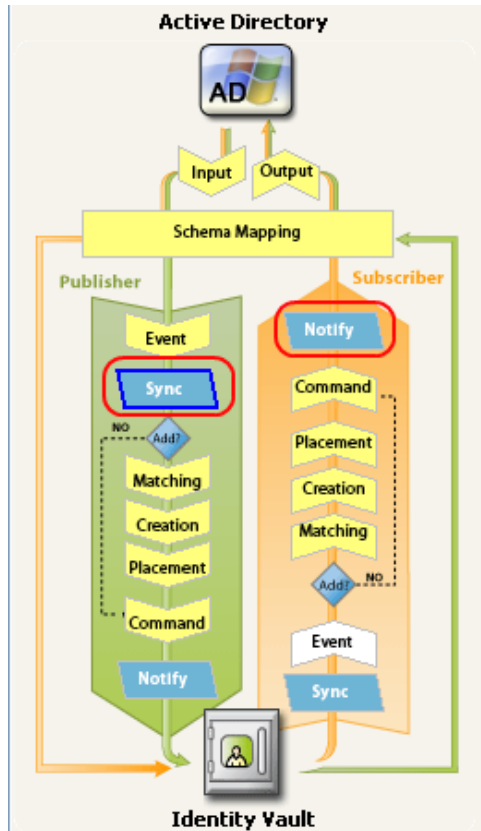 Active Directory
AD
Input
Output
Schema Mapping
Publisher
Subscriber
Event
Sync
NO
Add?
Matching
Creation
Placement
Command
Notify
Notify
Command
Placement
Creation
Matching
Add?
NO
Event
Sync
Identity Vault